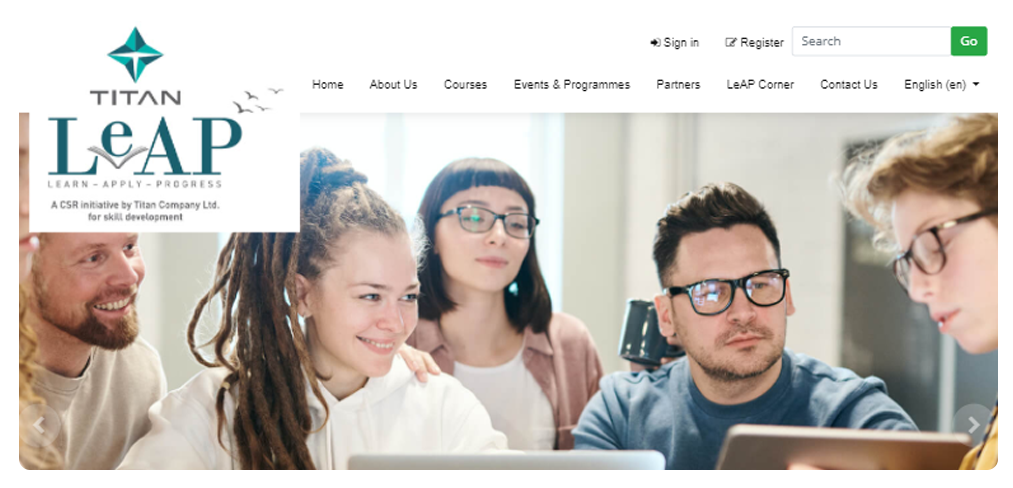 TITAN
LeAP
LEARN – APPLY – PROGRESS
A CSR initiative by Titan Company Ltd.
for skill development
Sign in Register Search Go
Home About Us Courses Events & Programmes Partners LeAP Corner Contact Us English (en)